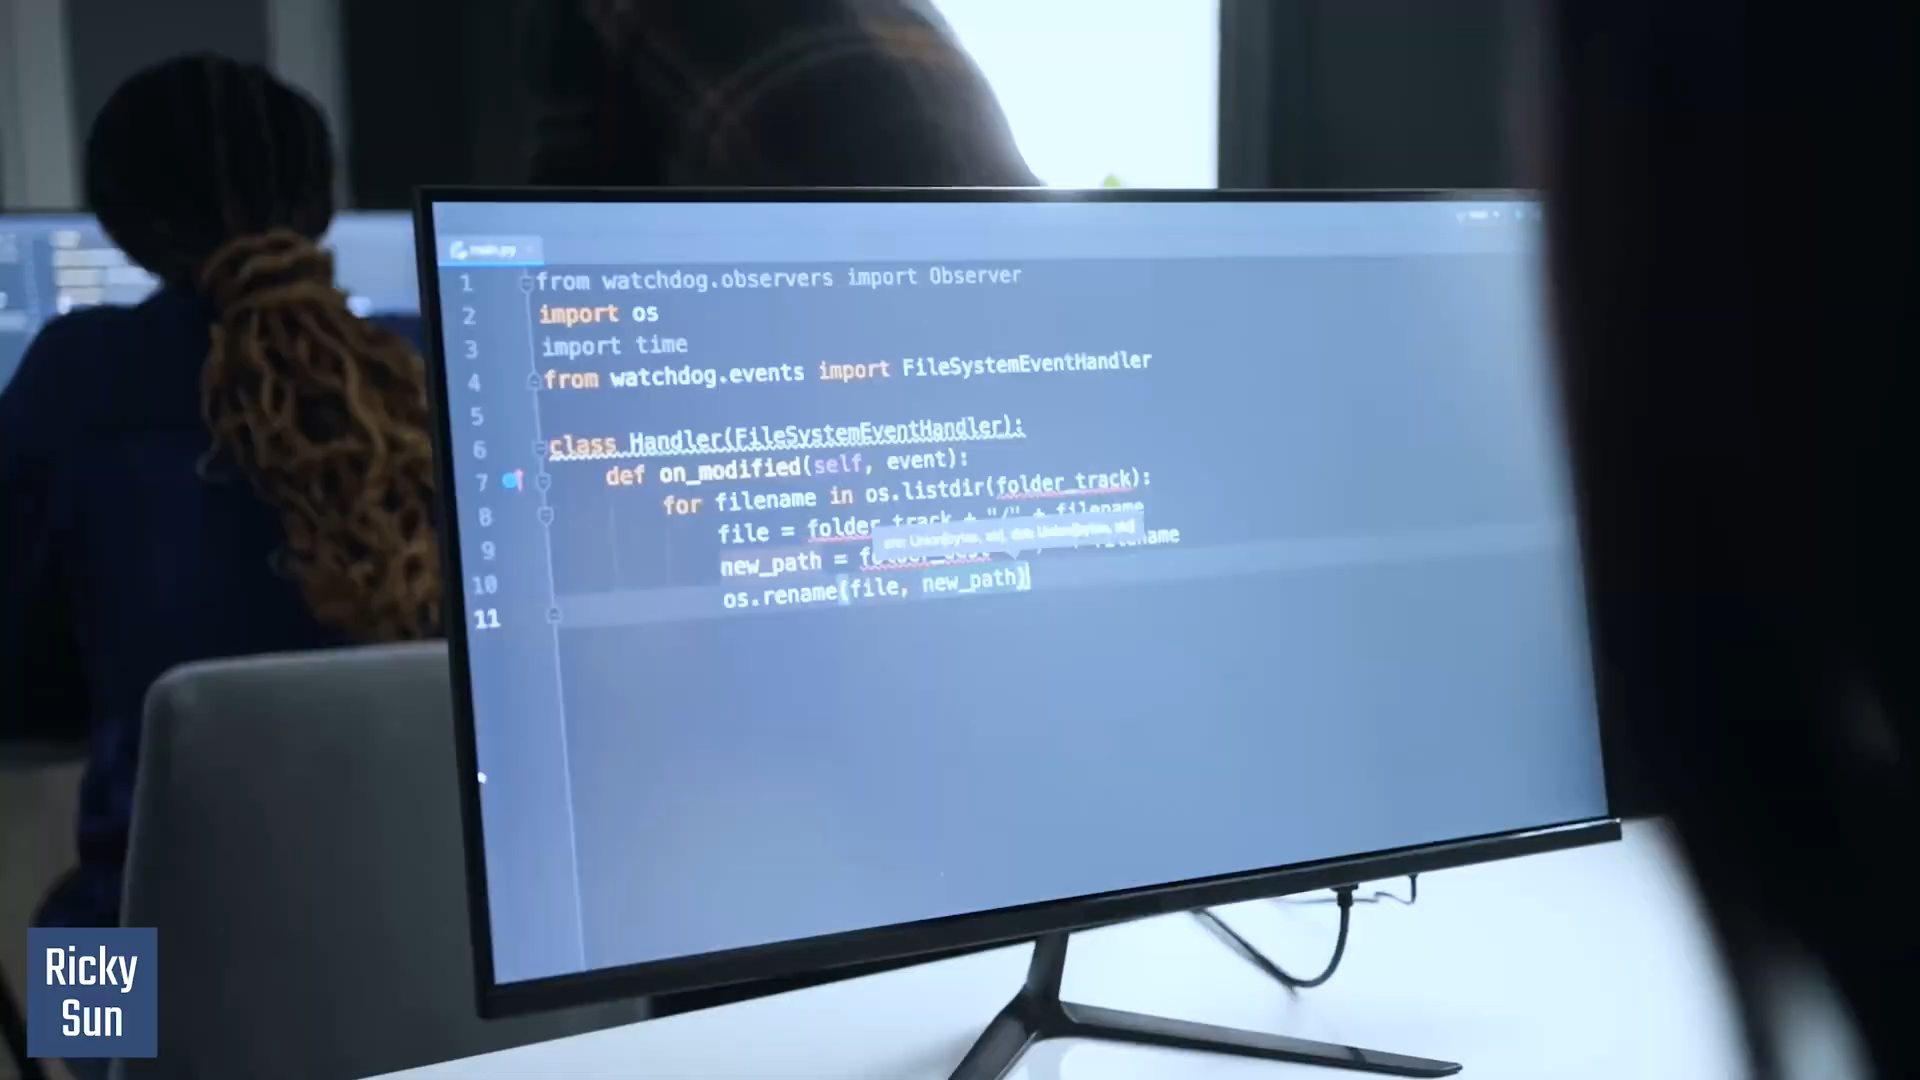 main.py
1 from watchdog.observers import Observer
2 import os
3 import time
4 from watchdog.events import import FileSystemEventHandler
5
6 class Handler(FileSystemEventHandler):
7 def on_modified(self, event):
8 for filename in os.listdir(folder_track):
9 file = folder_track + "/" + filename
10 new_path =
11 os.rename(file, new_path)
Ricky
Sun